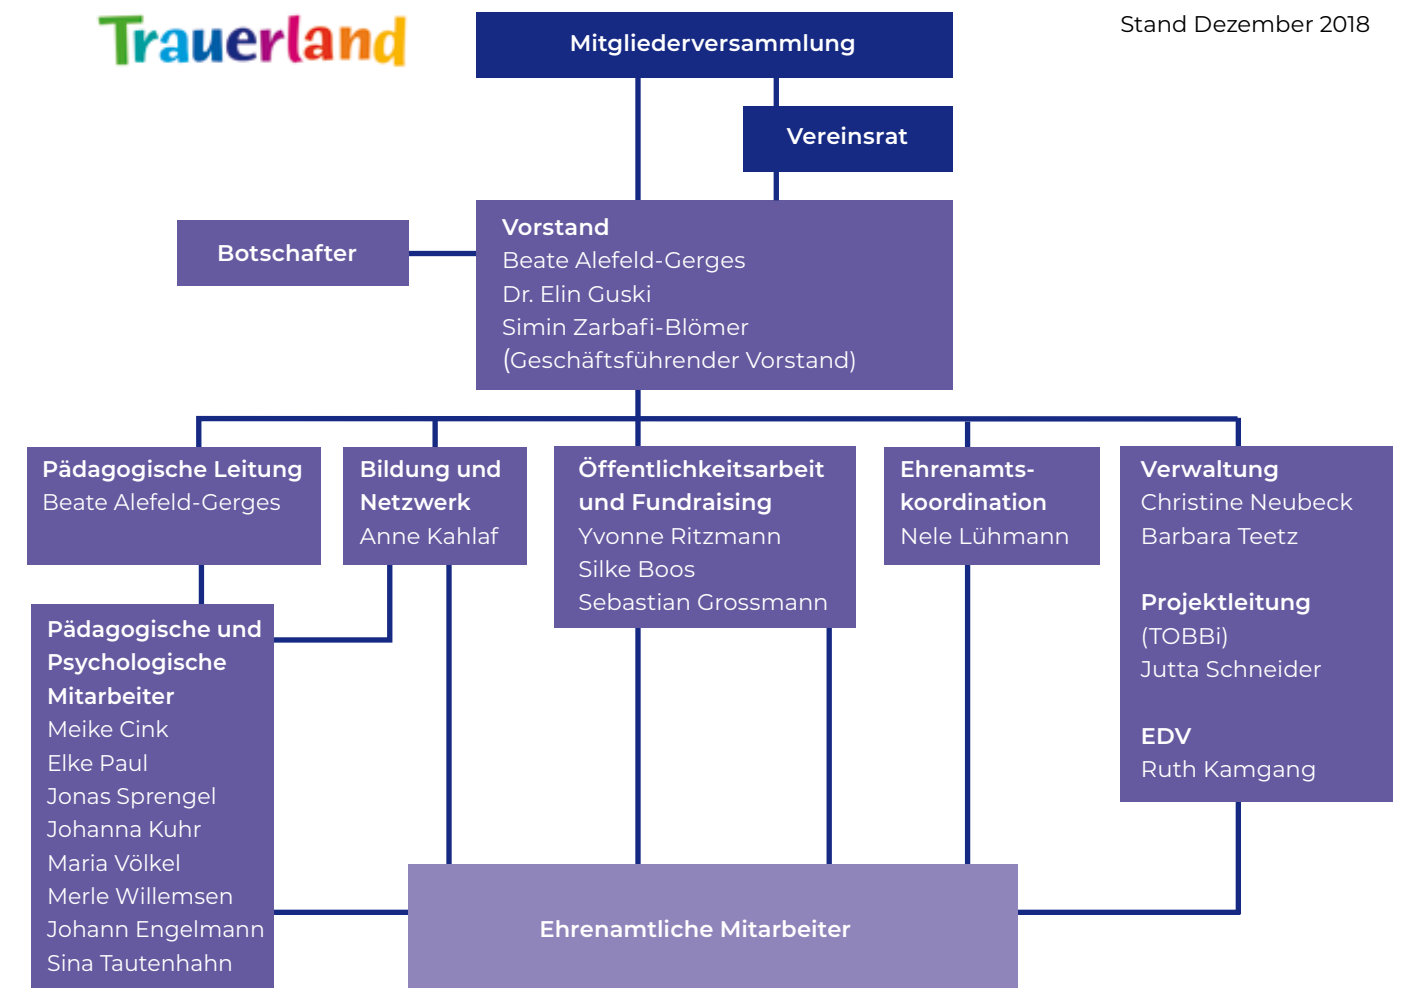 Trauerland
Stand Dezember 2018
Mitgliederversammlung
Vereinsrat
Botschafter
Vorstand
Beate Alefeld-Gerges
Dr. Elin Guski
Simin Zarbafi-Blömer
(Geschäftsführender Vorstand)
Pädagogische Leitung
Beate Alefeld-Gerges
Bildung und
Netzwerk
Anne Kahlaf
Öffentlichkeitsarbeit
und Fundraising
Yvonne Ritzmann
Silke Boos
Sebastian Grossmann
Ehrenamts-
koordination
Nele Lühmann
Verwaltung
Christine Neubeck
Barbara Teetz
Projektleitung
(TOBBi)
Jutta Schneider
EDV
Ruth Kamgang
Pädagogische und
Psychologische
Mitarbeiter
Meike Cink
Elke Paul
Jonas Sprengel
Johanna Kuhr
Maria Völkel
Merle Willemsen
Johann Engelmann
Sina Tautenhahn
Ehrenamtliche Mitarbeiter